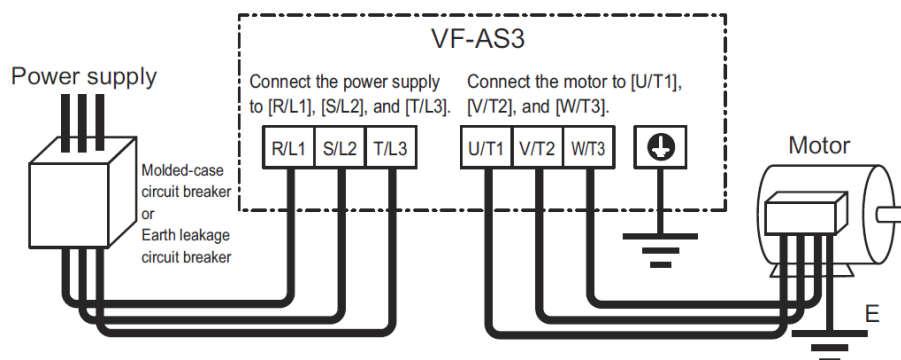 VF-AS3
Power supply
Connect the power supply
to [R/L1], [S/L2], and [T/L3].
Connect the motor to [U/T1],
[V/T2], and [W/T3].
R/L1 S/L2 T/L3
U/T1 V/T2 W/T3
Motor
Molded-case
circuit breaker
or
Earth leakage
circuit breaker
E